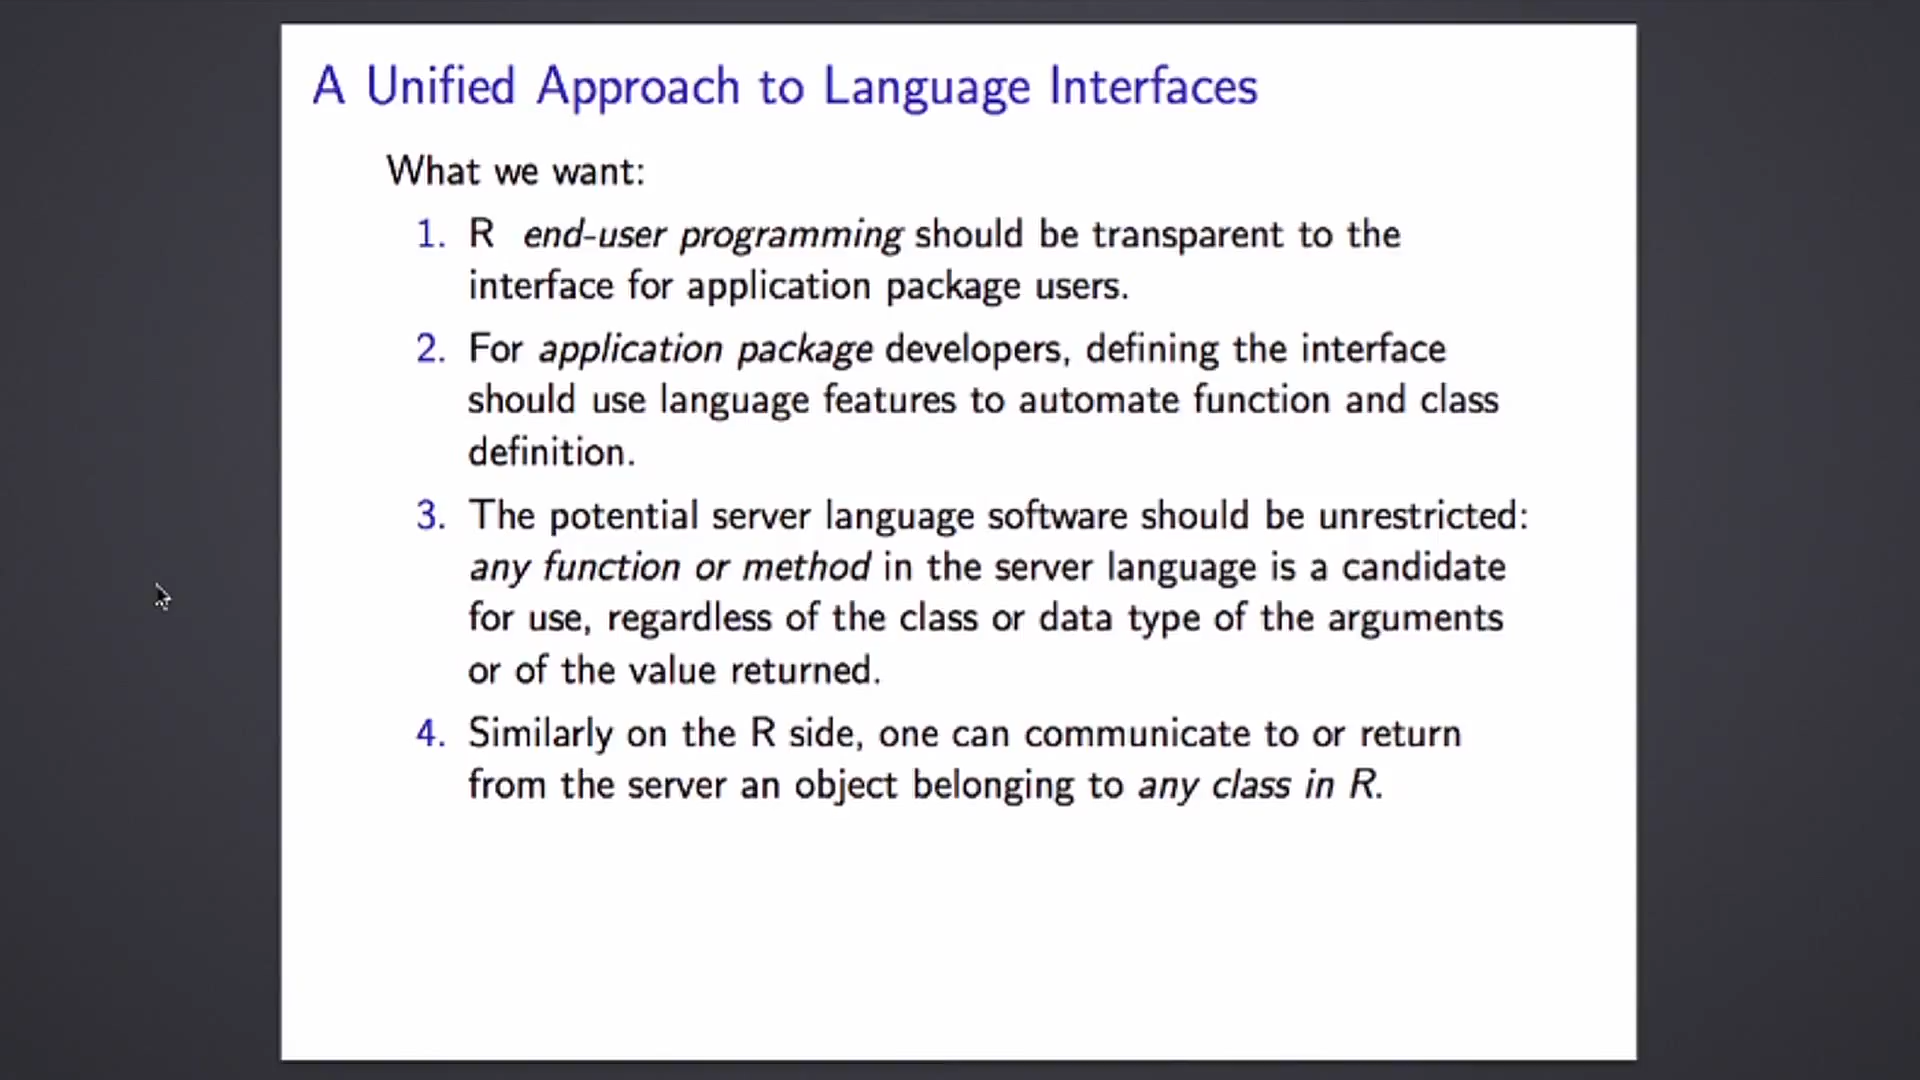 A Unified Approach to Language Interfaces
What we want:
1. R end-user programming should be transparent to the
interface for application package users.
2. For application package developers, defining the interface
should use language features to automate function and class
definition.
3. The potential server language software should be unrestricted:
any function or method in the server language is a candidate
for use, regardless of the class or data type of the arguments
or of the value returned.
4. Similarly on the R side, one can communicate to or return
from the server an object belonging to any class in R.